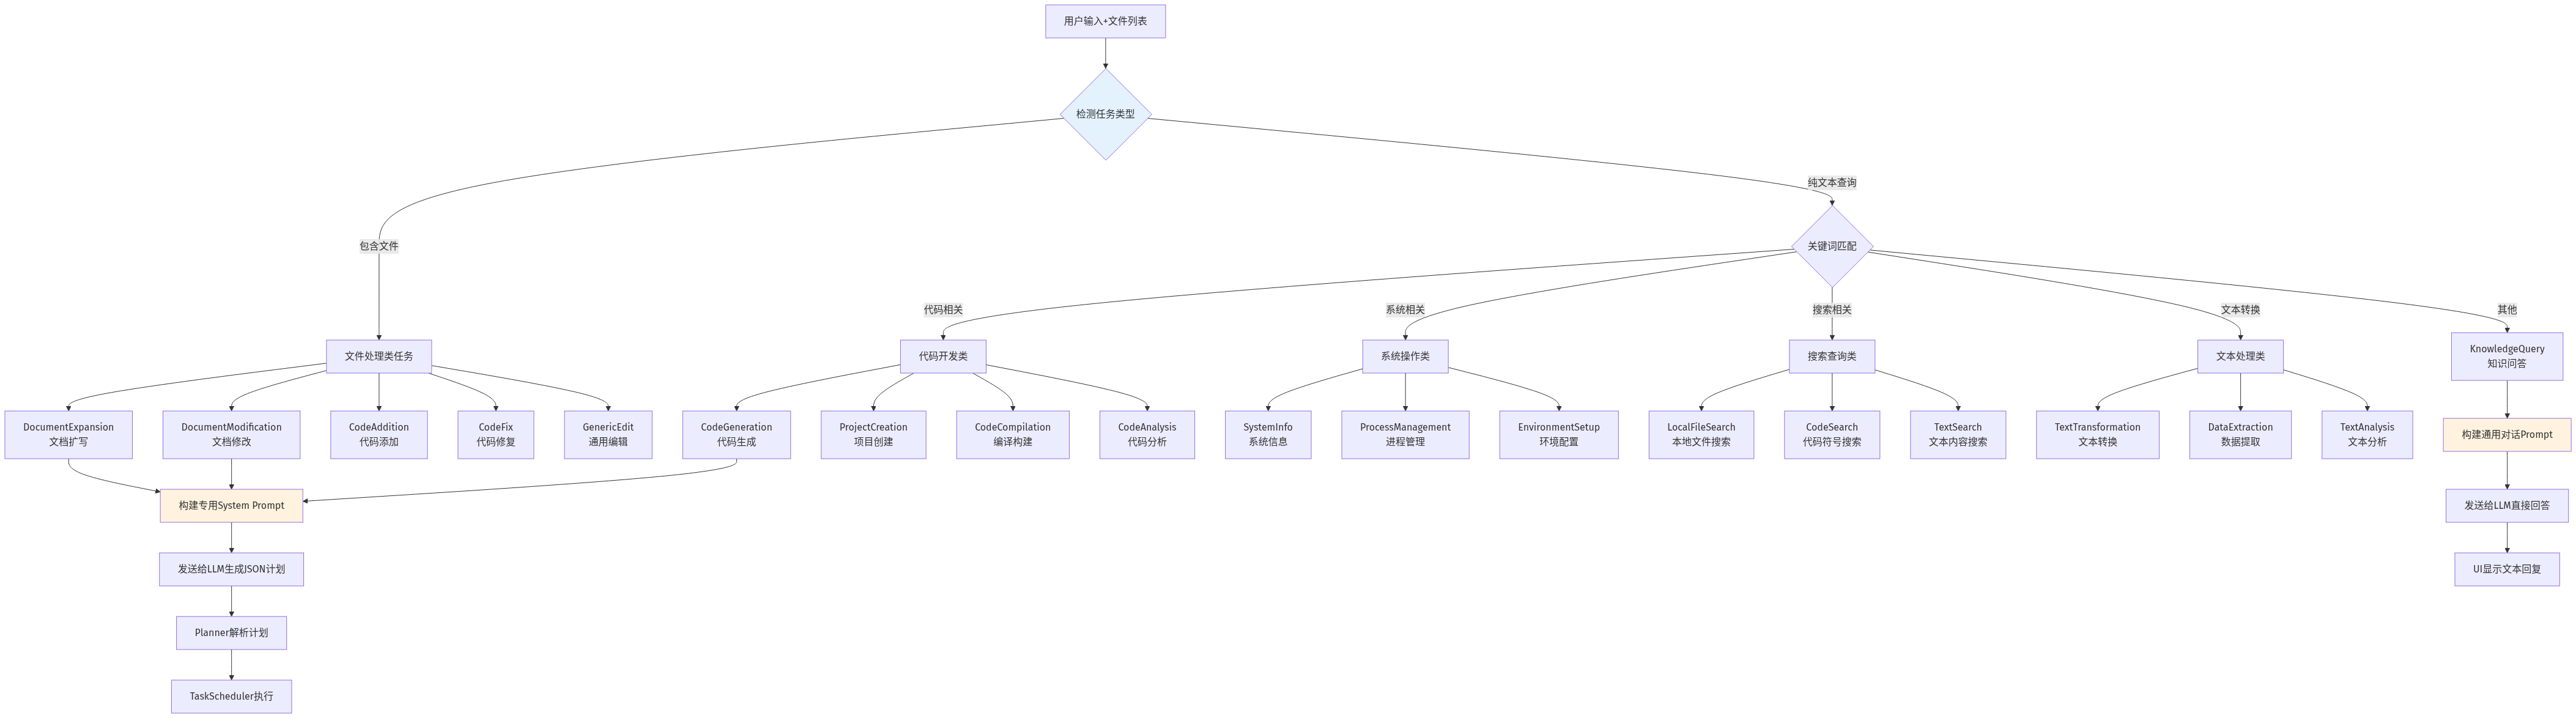 用户输入+文件列表
检测任务类型
纯文本查询
包含文件
关键词匹配
代码相关
系统相关
搜索相关
文本转换
其他
文件处理类任务
代码开发类
系统操作类
搜索查询类
文本处理类
KnowledgeQuery
知识问答
DocumentExpansion
文档扩写
DocumentModification
文档修改
CodeAddition
代码添加
CodeFix
代码修复
GenericEdit
通用编辑
CodeGeneration
代码生成
ProjectCreation
项目创建
CodeCompilation
编译构建
CodeAnalysis
代码分析
SystemInfo
系统信息
ProcessManagement
进程管理
EnvironmentSetup
环境配置
LocalFileSearch
本地文件搜索
CodeSearch
代码符号搜索
TextSearch
文本内容搜索
TextTransformation
文本转换
DataExtraction
数据提取
TextAnalysis
文本分析
构建通用对话Prompt
构建专用System Prompt
发送给LLM直接回答
发送给LLM生成JSON计划
UI显示文本回复
Planner解析计划
TaskScheduler执行